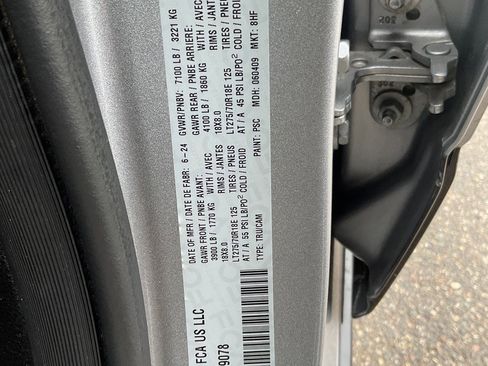 FCA US LLC
9078
DATE OF MFR / DATE DE FABR: 6-24 GVWR/PNBV: 7100 LB / 3221 KG
GAWR FRONT / PNBE AVANT: GAWR REAR / PNBE ARRIERE:
3900 LB / 1770 KG WITH / AVEC 4100 LB / 1860 KG WITH / AVEC
18X8.0 RIMS / JANTES 18X8.0 RIMS / JANTES
LT275/70R18E 125 TIRES / PNEUS LT275/70R18E 125 TIRES / PNEUS
AT / A 55 PSI LB/PO² COLD / FROID AT / A 45 PSI LB/PO² COLD / FROID
TYPE: TRU/CAM PAINT: PSC MDH: 060409 MKT: 8HF